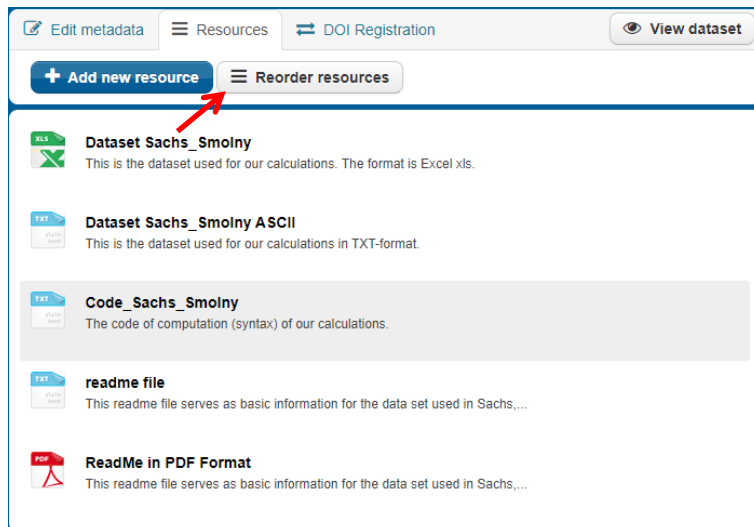 Edit metadata Resources DOI Registration View dataset
Add new resource Reorder resources
XLS
Dataset Sachs_Smolny
This is the dataset used for our calculations. The format is Excel xls.
TXT
Dataset Sachs_Smolny ASCII
This is the dataset used for our calculations in TXT-format.
TXT
Code_Sachs_Smolny
The code of computation (syntax) of our calculations.
TXT
readme file
This readme file serves as basic information for the data set used in Sachs,...
PDF
ReadMe in PDF Format
This readme file serves as basic information for the data set used in Sachs,...